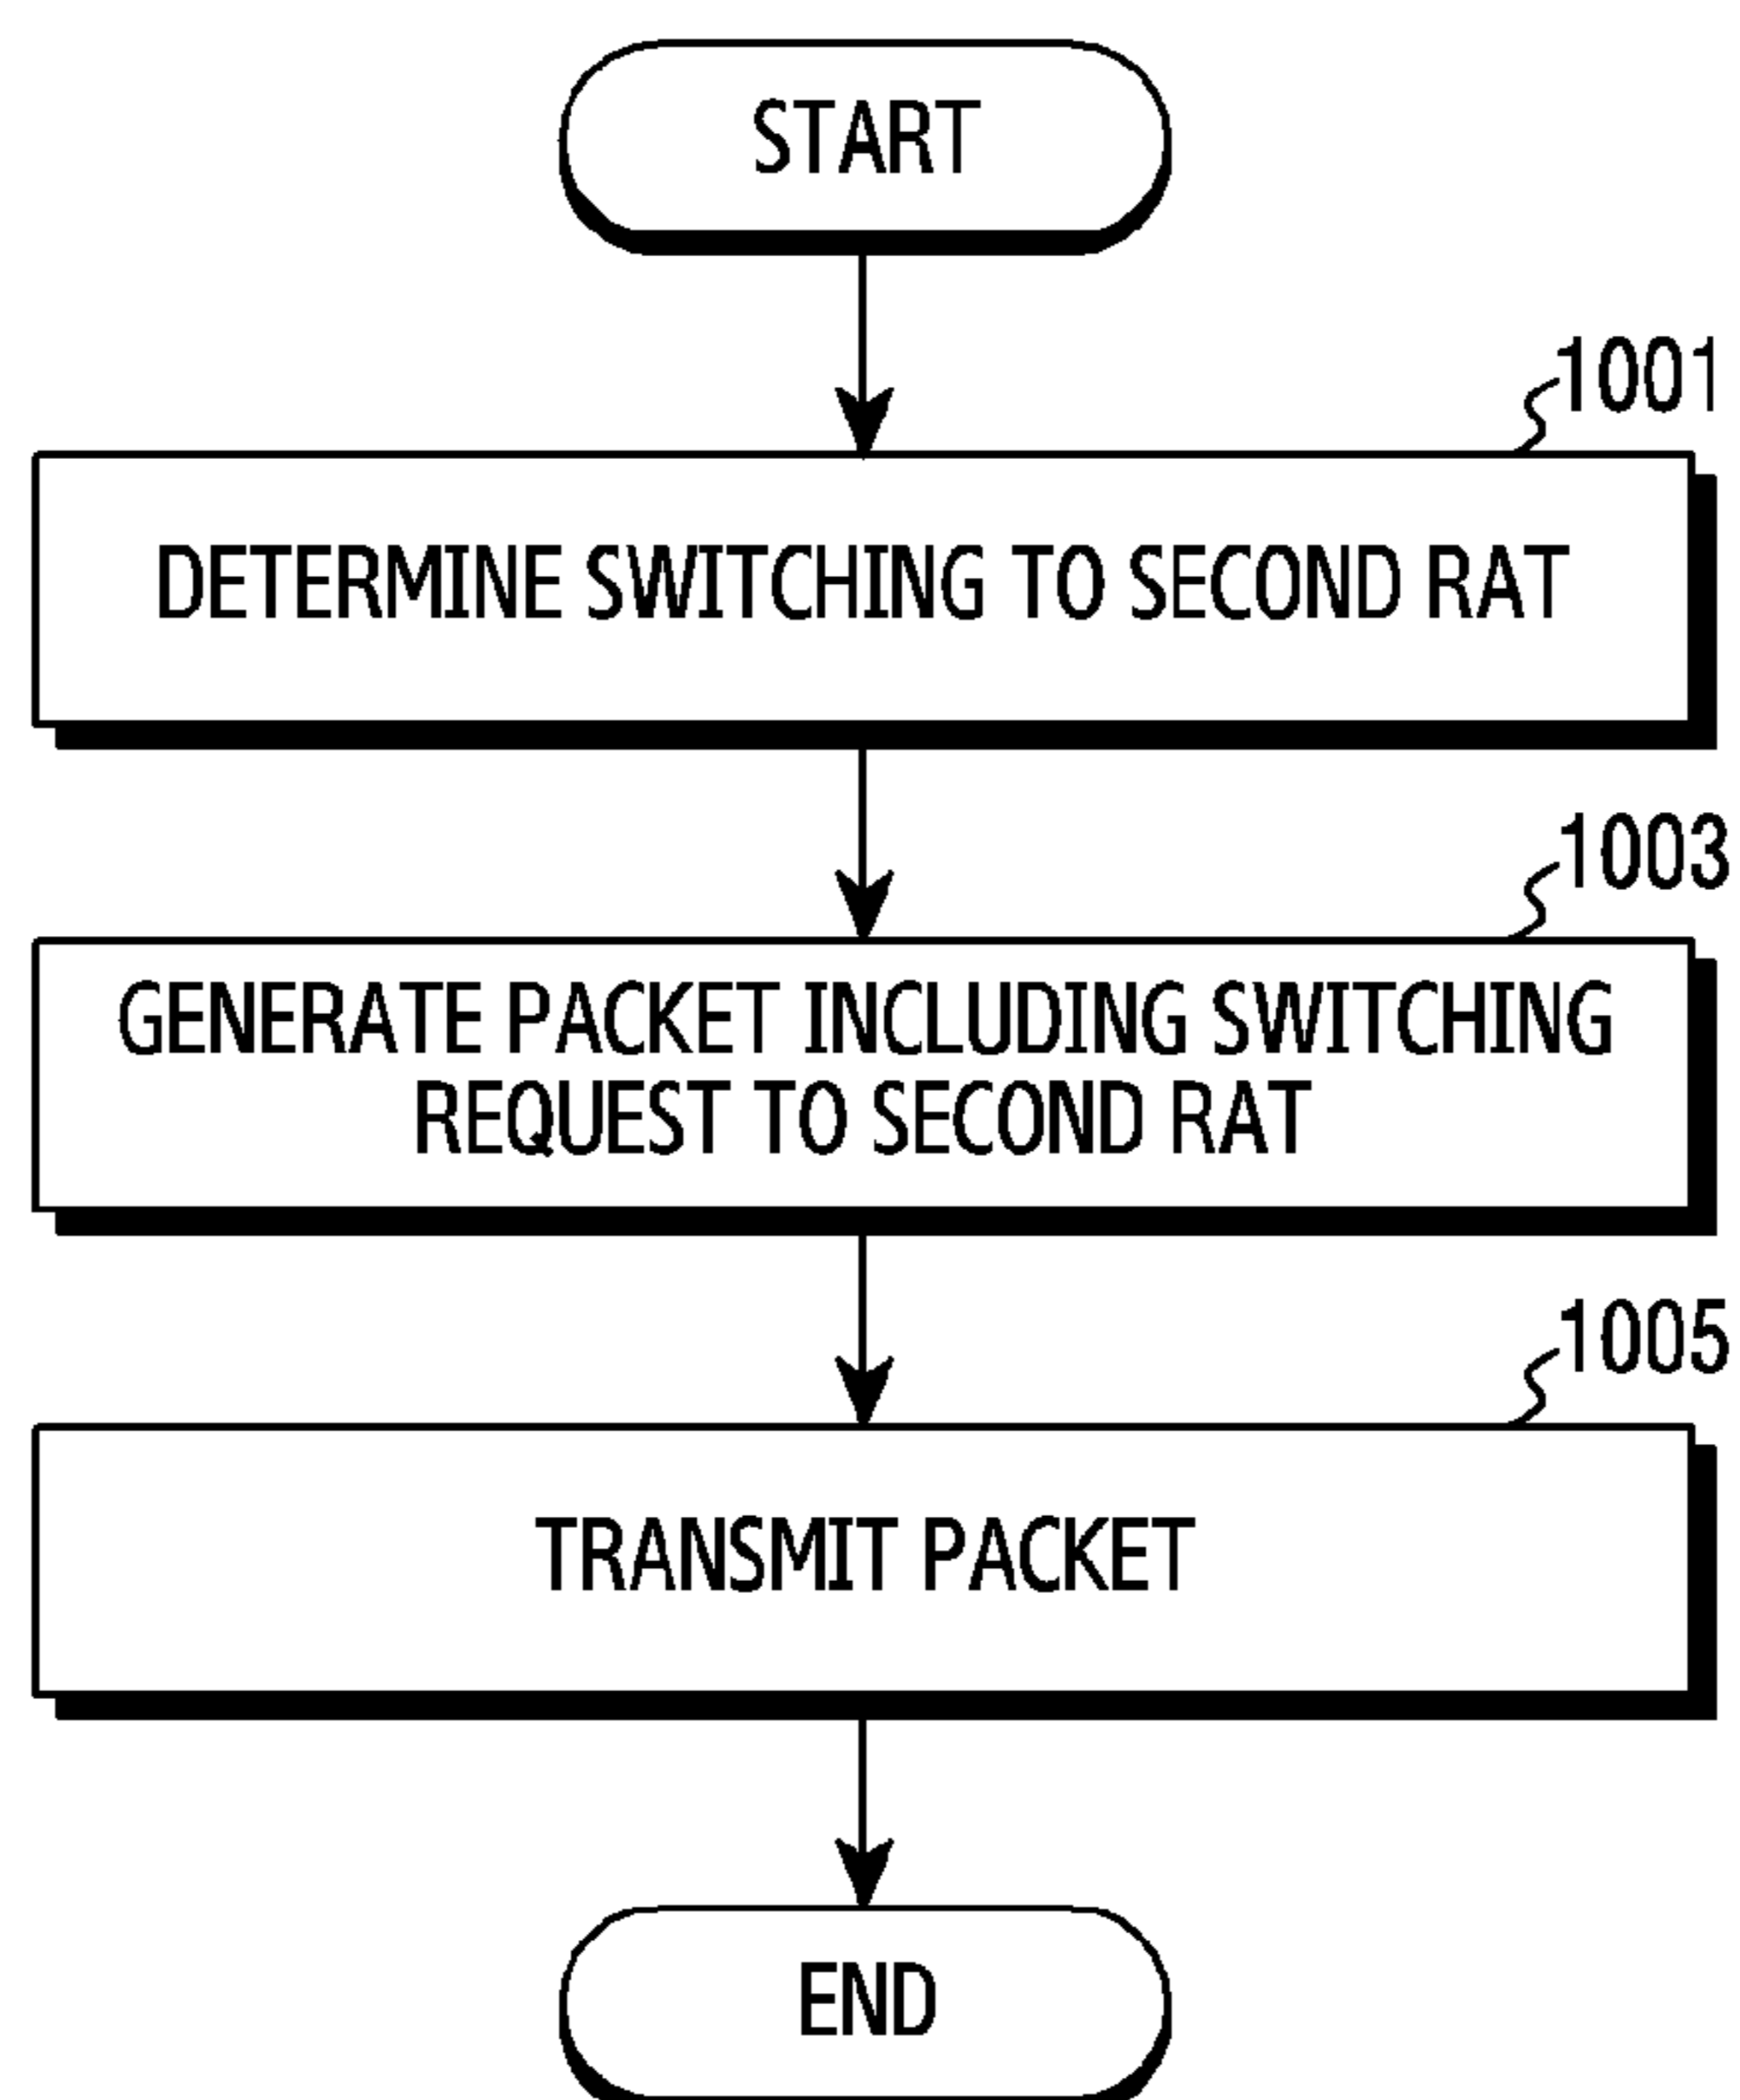 START
1001
DETERMINE SWITCHING TO SECOND RAT
1003
GENERATE PACKET INCLUDING SWITCHING
REQUEST TO SECOND RAT
1005
TRANSMIT PACKET
END